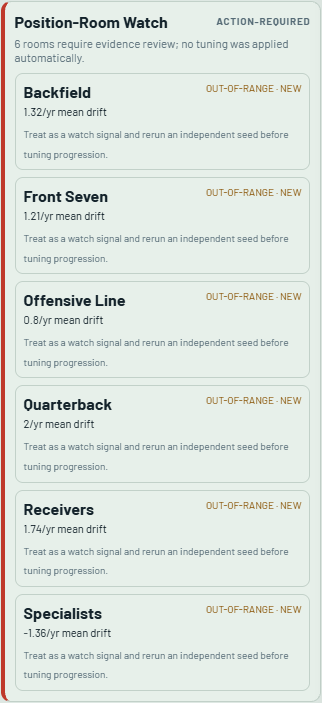 Position-Room Watch
ACTION-REQUIRED
6 rooms require evidence review; no tuning was applied
automatically.
Backfield
OUT-OF-RANGE · NEW
1.32/yr mean drift
Treat as a watch signal and rerun an independent seed before
tuning progression.
Front Seven
OUT-OF-RANGE · NEW
1.21/yr mean drift
Treat as a watch signal and rerun an independent seed before
tuning progression.
Offensive Line
OUT-OF-RANGE · NEW
0.8/yr mean drift
Treat as a watch signal and rerun an independent seed before
tuning progression.
Quarterback
OUT-OF-RANGE · NEW
2/yr mean drift
Treat as a watch signal and rerun an independent seed before
tuning progression.
Receivers
OUT-OF-RANGE · NEW
1.74/yr mean drift
Treat as a watch signal and rerun an independent seed before
tuning progression.
Specialists
OUT-OF-RANGE · NEW
-1.36/yr mean drift
Treat as a watch signal and rerun an independent seed before
tuning progression.